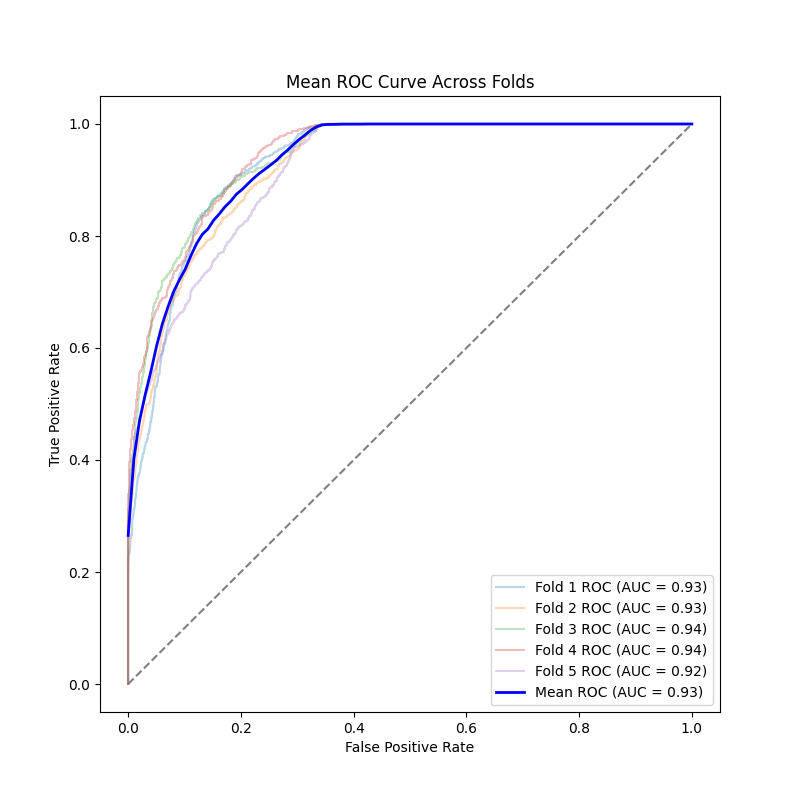 Mean ROC Curve Across Folds
True Positive Rate
1.0
0.8
0.6
0.4
0.2
0.0
Fold 1 ROC (AUC = 0.93)
Fold 2 ROC (AUC = 0.93)
Fold 3 ROC (AUC = 0.94)
Fold 4 ROC (AUC = 0.94)
Fold 5 ROC (AUC = 0.92)
Mean ROC (AUC = 0.93)
0.0 0.2 0.4 0.6 0.8 1.0
False Positive Rate